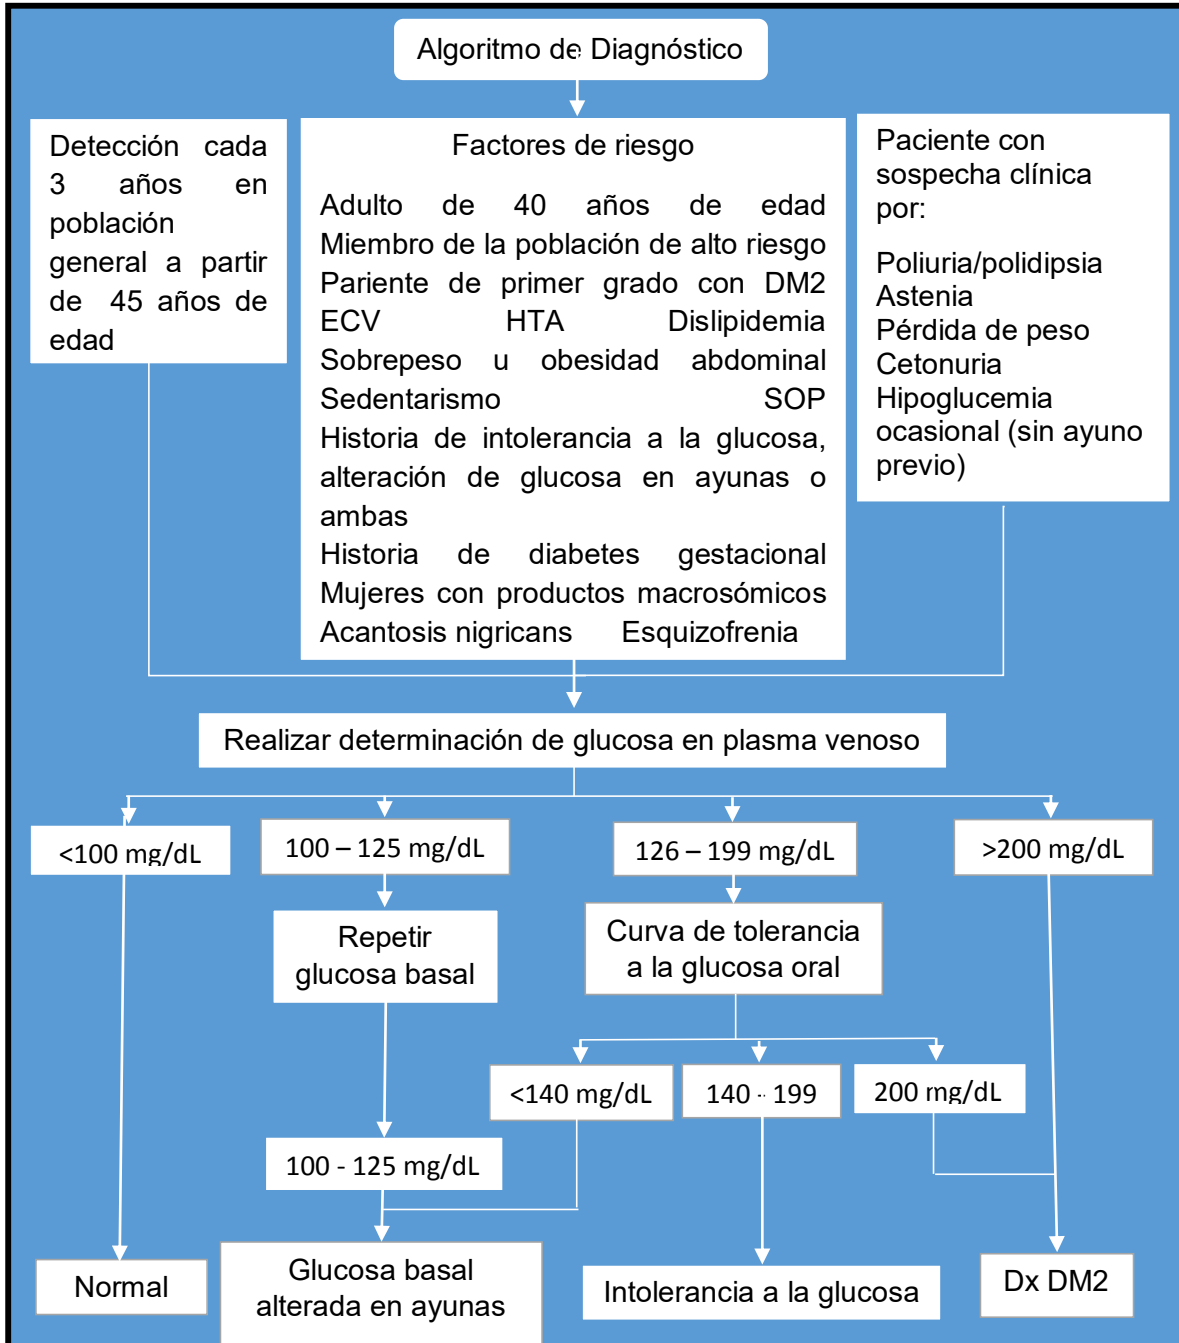 Algoritmo de Diagnóstico
Detección cada
3 años en
población
general a partir
de 45 años de
edad
Factores de riesgo
Adulto de 40 años de edad
Miembro de la población de alto riesgo
Pariente de primer grado con DM2
ECV HTA Dislipidemia
Sobrepeso u obesidad abdominal
Sedentarismo SOP
Historia de intolerancia a la glucosa,
alteración de glucosa en ayunas o
ambas
Historia de diabetes gestacional
Mujeres con productos macrosómicos
Acantosis nigricans Esquizofrenia
Paciente con
sospecha clínica
por:
Poliuria/polidipsia
Astenia
Pérdida de peso
Cetonuria
Hipoglucemia
ocasional (sin ayuno
previo)
Realizar determinación de glucosa en plasma venoso
<100 mg/dL
100 – 125 mg/dL
126 – 199 mg/dL
>200 mg/dL
Repetir
glucosa basal
Curva de tolerancia
a la glucosa oral
<140 mg/dL
140 - 199
200 mg/dL
100 - 125 mg/dL
Normal
Glucosa basal
alterada en ayunas
Intolerancia a la glucosa
Dx DM2